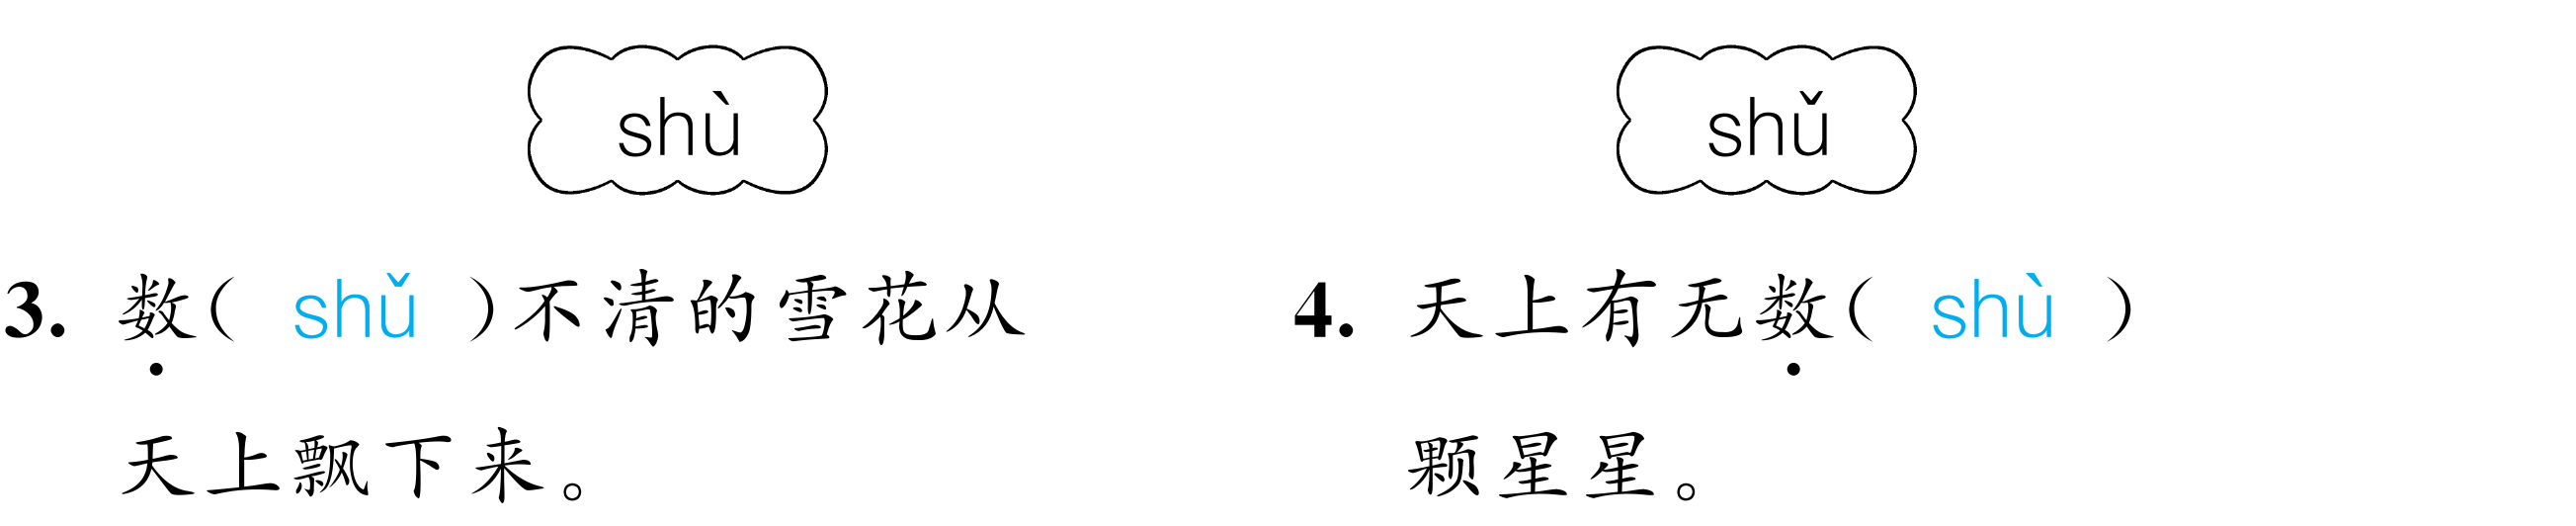 shù
shǔ
3. 数( shǔ )不清的雪花从
天上飘下来。
4. 天上有无数( shù )
颗星星。